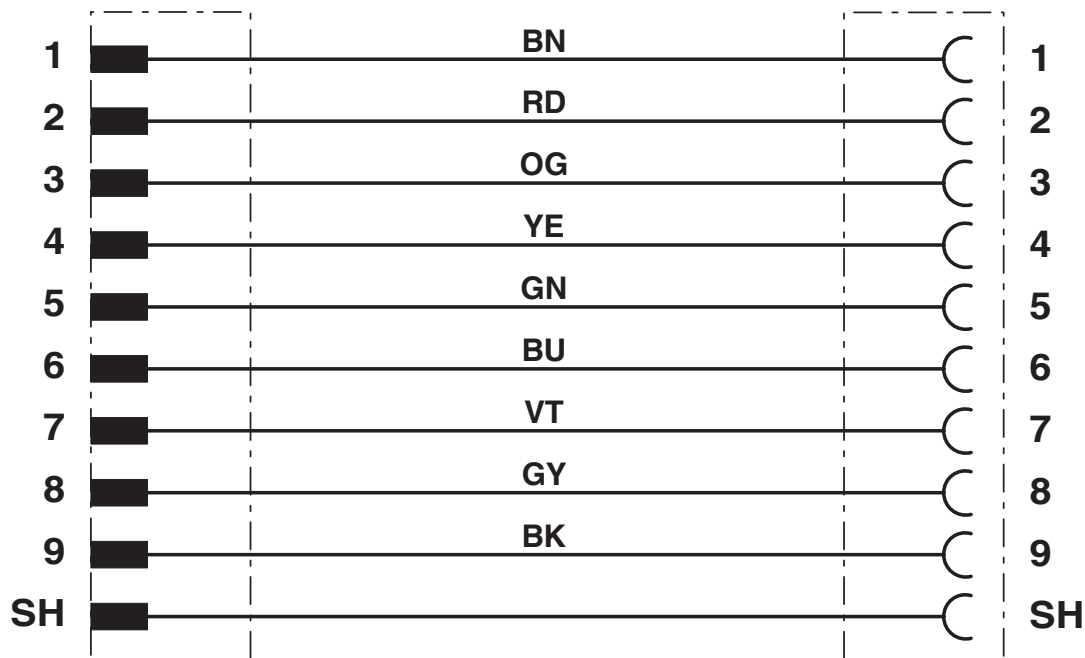 1 BN 1
2 RD 2
3 OG 3
4 YE 4
5 GN 5
6 BU 6
7 VT 7
8 GY 8
9 BK 9
SH SH